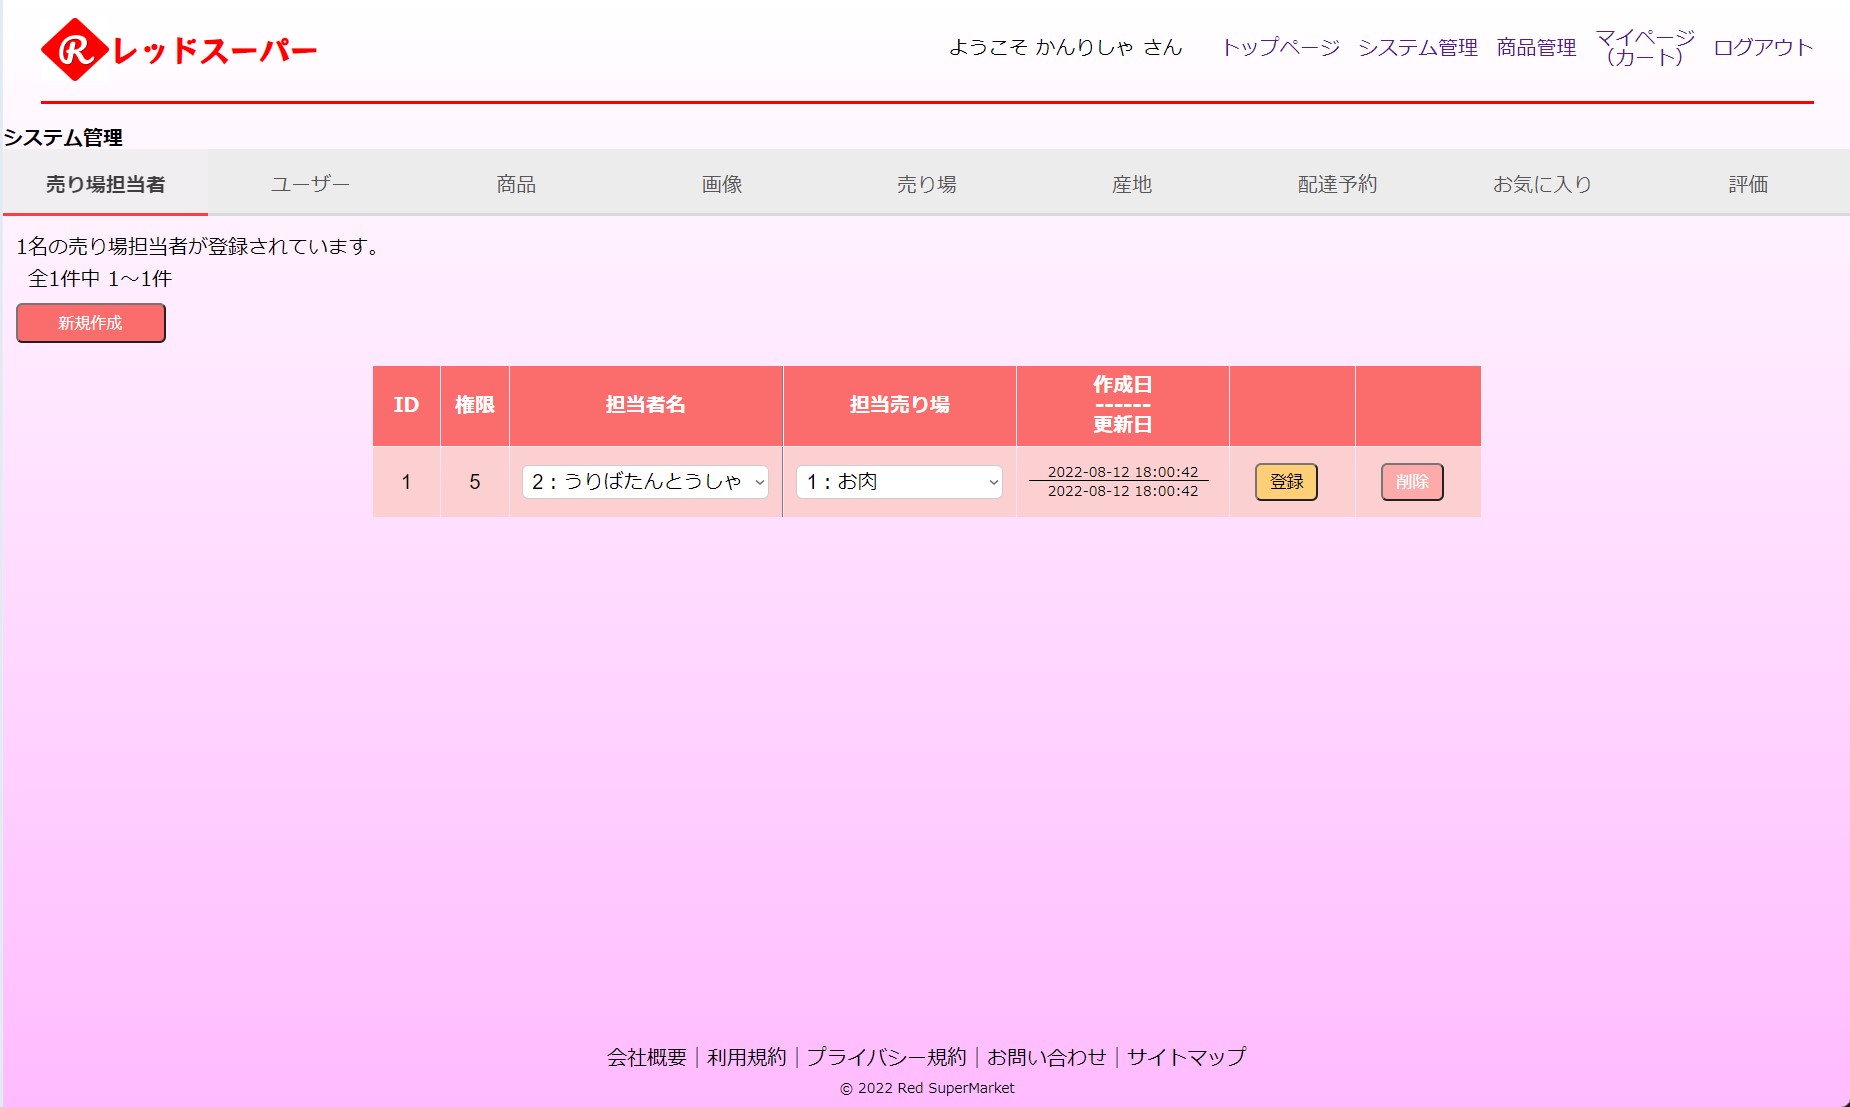 R レッドスーパー
ようこそ かんりしゃ さん トップページ システム管理 商品管理 マイページ（カート） ログアウト
システム管理
売り場担当者 ユーザー 商品 画像 売り場 産地 配達予約 お気に入り 評価
1名の売り場担当者が登録されています。
全1件中 1～1件
新規作成
ID 権限 担当者名 担当売り場 作成日 ------ 更新日
1 5 2：うりばたんとうしゃ 1：お肉 2022-08-12 18:00:42 登録 削除
2022-08-12 18:00:42
会社概要｜利用規約｜プライバシー規約｜お問い合わせ｜サイトマップ
© 2022 Red SuperMarket